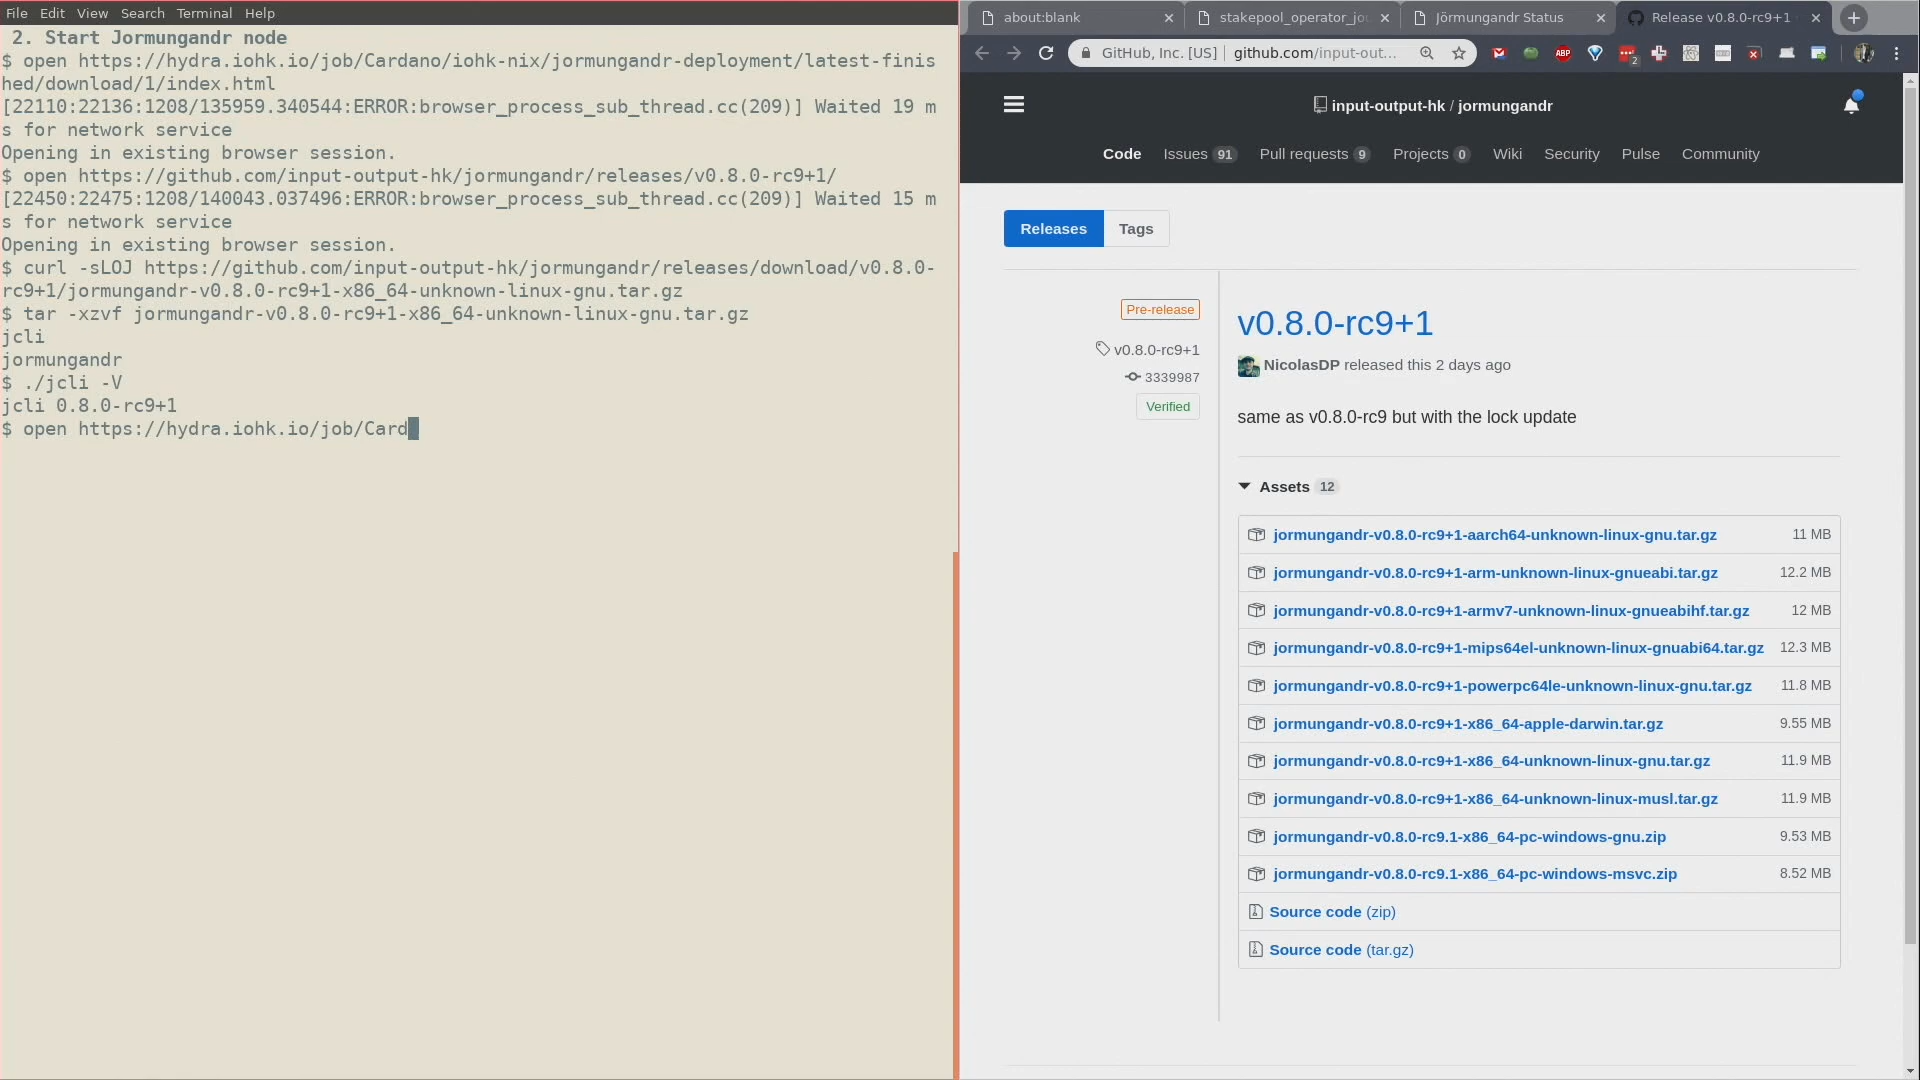 File Edit View Search Terminal Help
2. Start Jormungandr node
$ open https://hydra.iohk.io/job/Cardano/iohk-nix/jormungandr-deployment/latest-finis
hed/download/1/index.html
[22110:22136:1208/135959.340544:ERROR:browser_process_sub_thread.cc(209)] Waited 19 m
s for network service
Opening in existing browser session.
$ open https://github.com/input-output-hk/jormungandr/releases/v0.8.0-rc9+1/
[22450:22475:1208/140043.037496:ERROR:browser_process_sub_thread.cc(209)] Waited 15 m
s for network service
Opening in existing browser session.
$ curl -sLOJ https://github.com/input-output-hk/jormungandr/releases/download/v0.8.0-
rc9+1/jormungandr-v0.8.0-rc9+1-x86_64-unknown-linux-gnu.tar.gz
$ tar -xzvf jormungandr-v0.8.0-rc9+1-x86_64-unknown-linux-gnu.tar.gz
jcli
jormungandr
$ ./jcli -V
jcli 0.8.0-rc9+1
$ open https://hydra.iohk.io/job/Card
about:blank
stakepool_operator_jo
Jörmungandr Status
Release v0.8.0-rc9+1
GitHub, Inc. [US] github.com/input-out...
ABP
2
input-output-hk / jormungandr
Code Issues 91 Pull requests 9 Projects 0 Wiki Security Pulse Community
Releases Tags
Pre-release
v0.8.0-rc9+1
3339987
Verified
v0.8.0-rc9+1
NicolasDP released this 2 days ago
same as v0.8.0-rc9 but with the lock update
Assets 12
jormungandr-v0.8.0-rc9+1-aarch64-unknown-linux-gnu.tar.gz 11 MB
jormungandr-v0.8.0-rc9+1-arm-unknown-linux-gnueabi.tar.gz 12.2 MB
jormungandr-v0.8.0-rc9+1-armv7-unknown-linux-gnueabihf.tar.gz 12 MB
jormungandr-v0.8.0-rc9+1-mips64el-unknown-linux-gnuabi64.tar.gz 12.3 MB
jormungandr-v0.8.0-rc9+1-powerpc64le-unknown-linux-gnu.tar.gz 11.8 MB
jormungandr-v0.8.0-rc9+1-x86_64-apple-darwin.tar.gz 9.55 MB
jormungandr-v0.8.0-rc9+1-x86_64-unknown-linux-gnu.tar.gz 11.9 MB
jormungandr-v0.8.0-rc9+1-x86_64-unknown-linux-musl.tar.gz 11.9 MB
jormungandr-v0.8.0-rc9.1-x86_64-pc-windows-gnu.zip 9.53 MB
jormungandr-v0.8.0-rc9.1-x86_64-pc-windows-msvc.zip 8.52 MB
Source code (zip)
Source code (tar.gz)